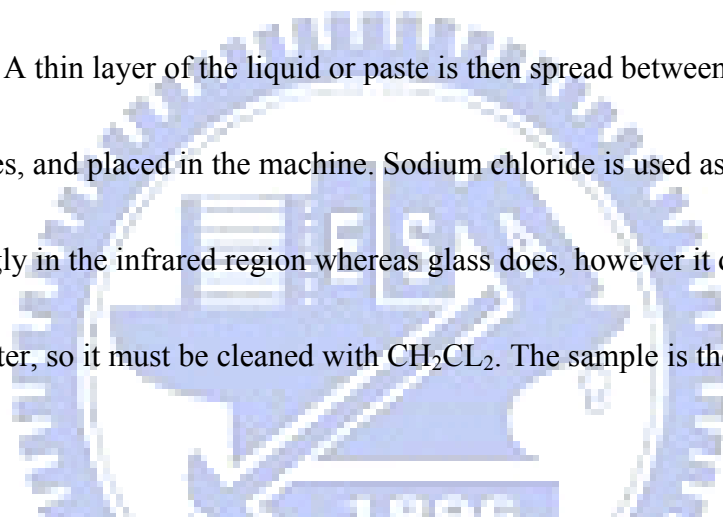 A thin layer of the liquid or paste is then spread between
es, and placed in the machine. Sodium chloride is used as
gly in the infrared region whereas glass does, however it
ter, so it must be cleaned with CH₂CL₂. The sample is the
E S
1896